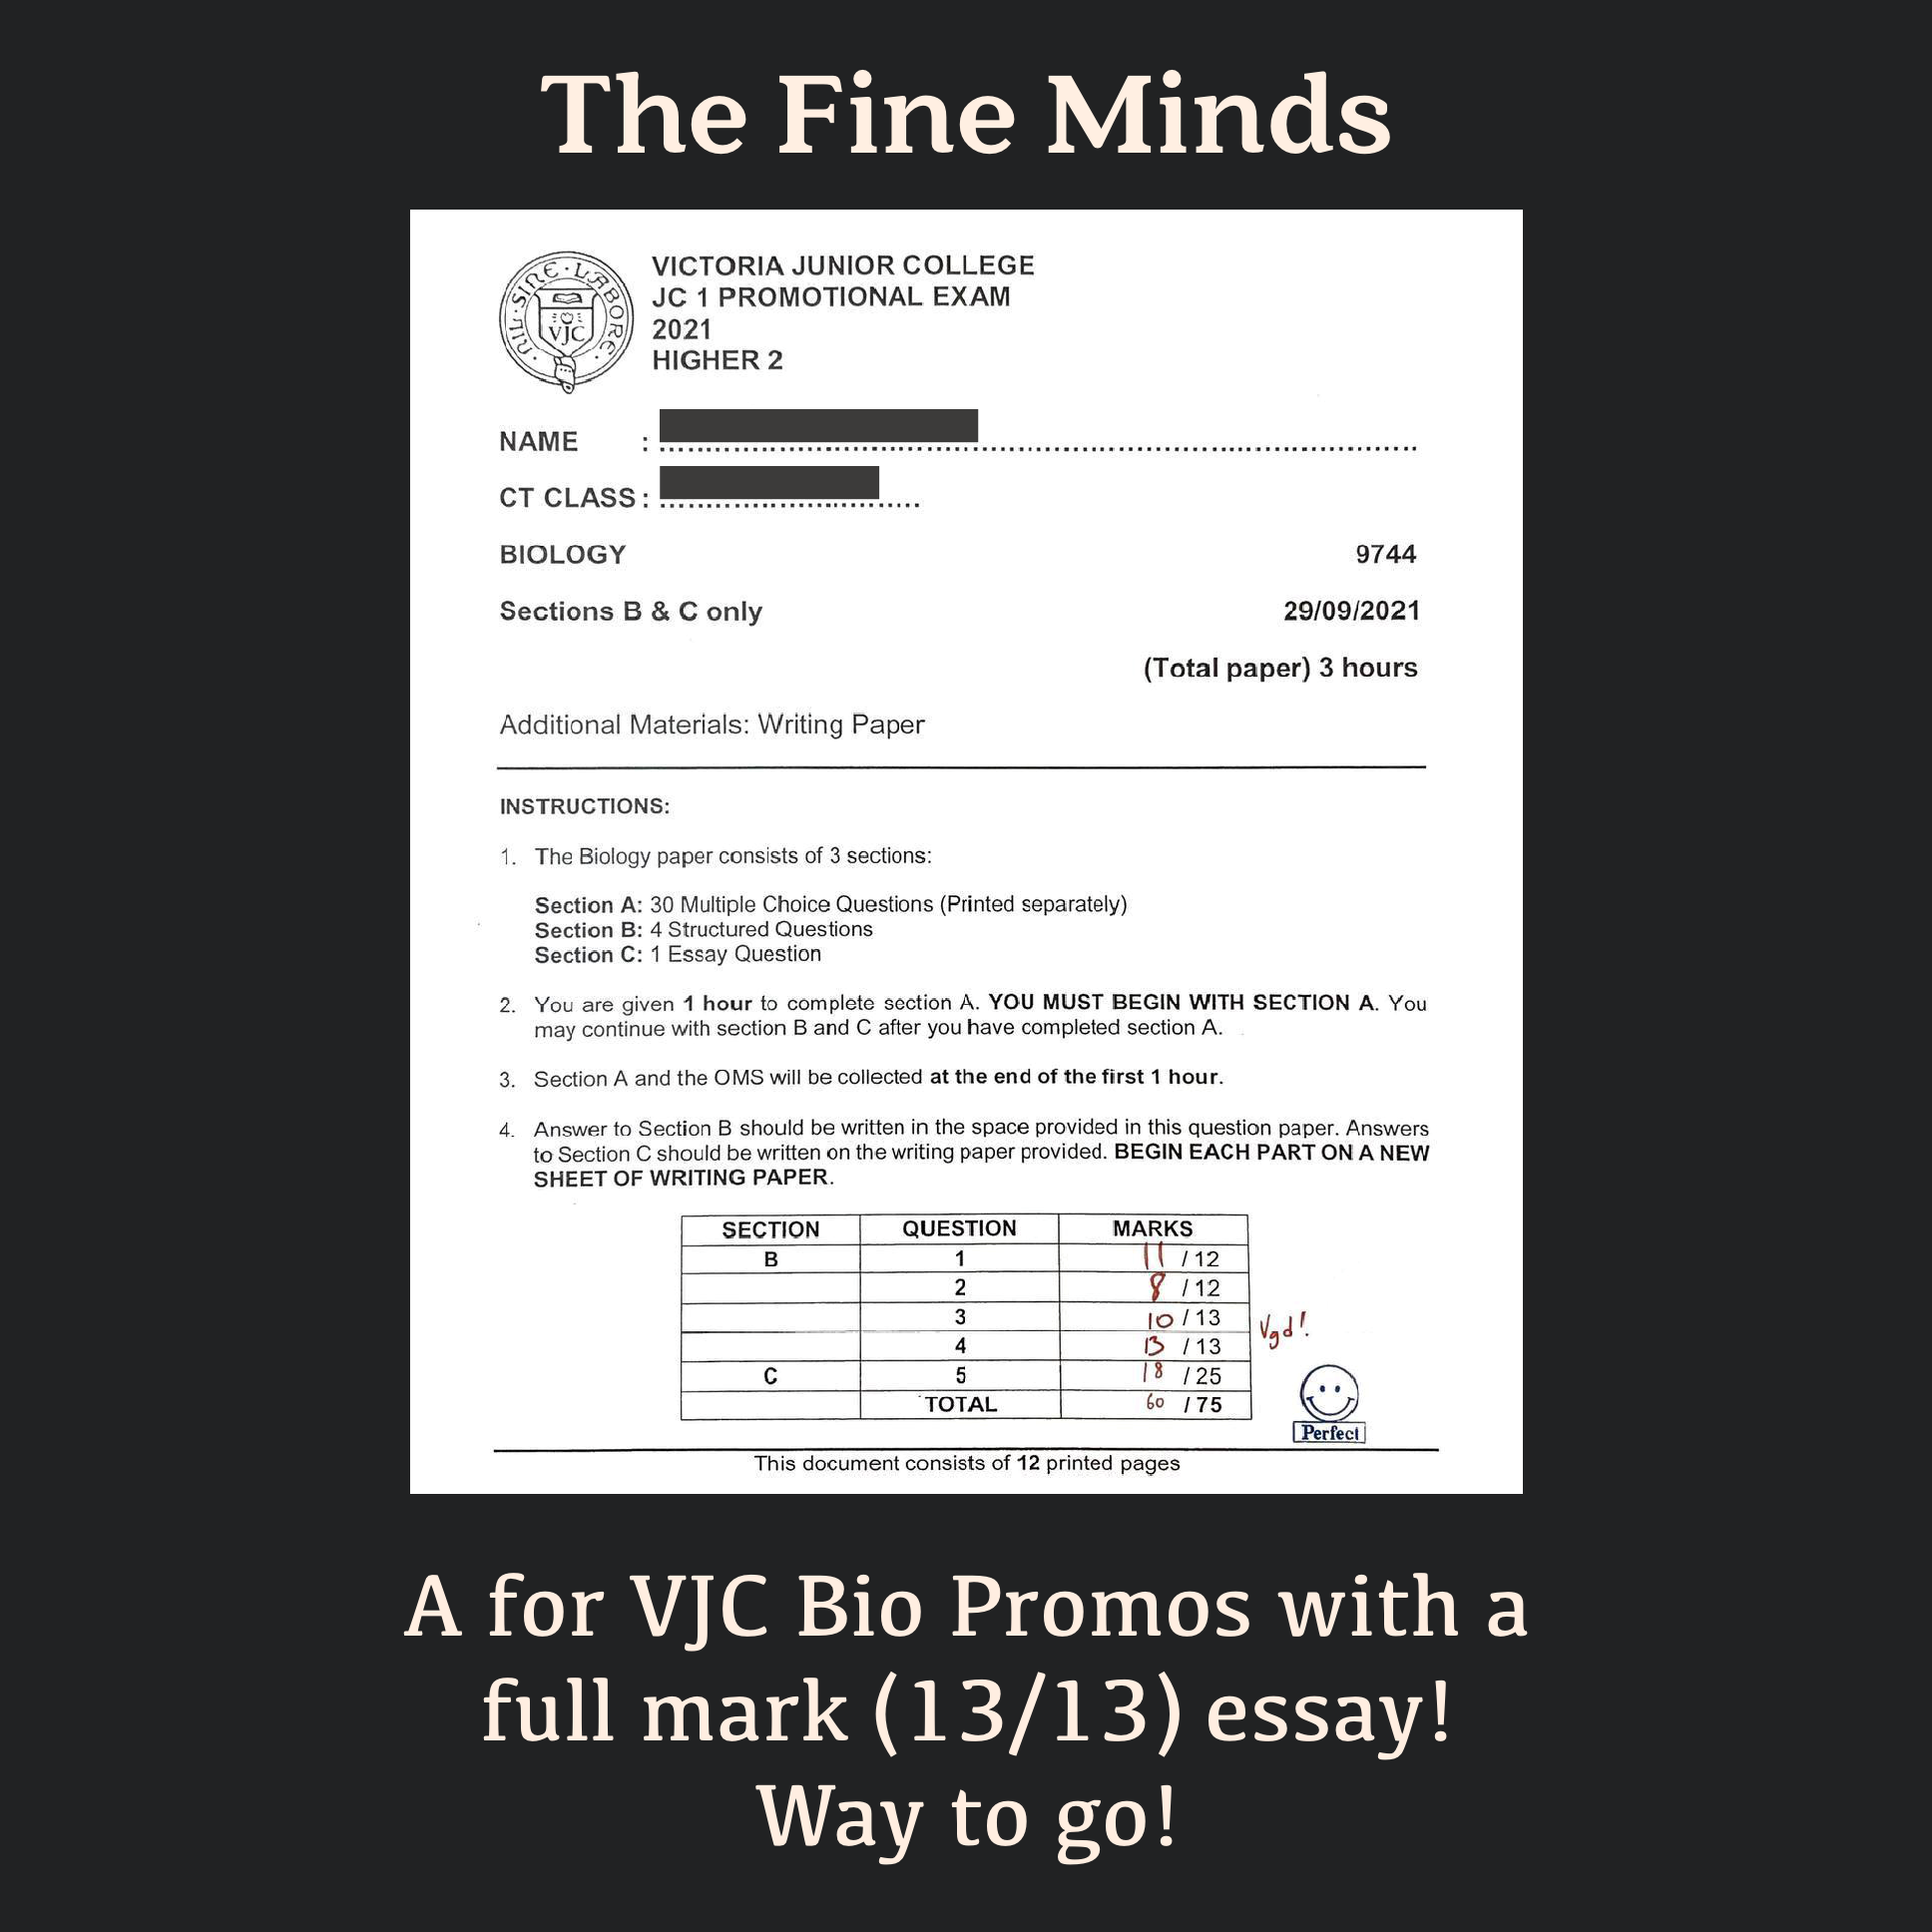 The Fine Minds
NIL·SINE·LABORE·
VJC
VICTORIA JUNIOR COLLEGE
JC 1 PROMOTIONAL EXAM
2021
HIGHER 2
NAME :
CT CLASS :
BIOLOGY 9744
Sections B & C only 29/09/2021
(Total paper) 3 hours
Additional Materials: Writing Paper
INSTRUCTIONS:
1. The Biology paper consists of 3 sections:
Section A: 30 Multiple Choice Questions (Printed separately)
Section B: 4 Structured Questions
Section C: 1 Essay Question
2. You are given 1 hour to complete section A. YOU MUST BEGIN WITH SECTION A. You
may continue with section B and C after you have completed section A.
3. Section A and the OMS will be collected at the end of the first 1 hour.
4. Answer to Section B should be written in the space provided in this question paper. Answers
to Section C should be written on the writing paper provided. BEGIN EACH PART ON A NEW
SHEET OF WRITING PAPER.
SECTION QUESTION MARKS
B 1 11 / 12
2 8 / 12
3 10 / 13
Vgd!
4 13 / 13
C 5 18 / 25
TOTAL 60 / 75
Perfect
This document consists of 12 printed pages
A for VJC Bio Promos with a
full mark (13/13) essay!
Way to go!